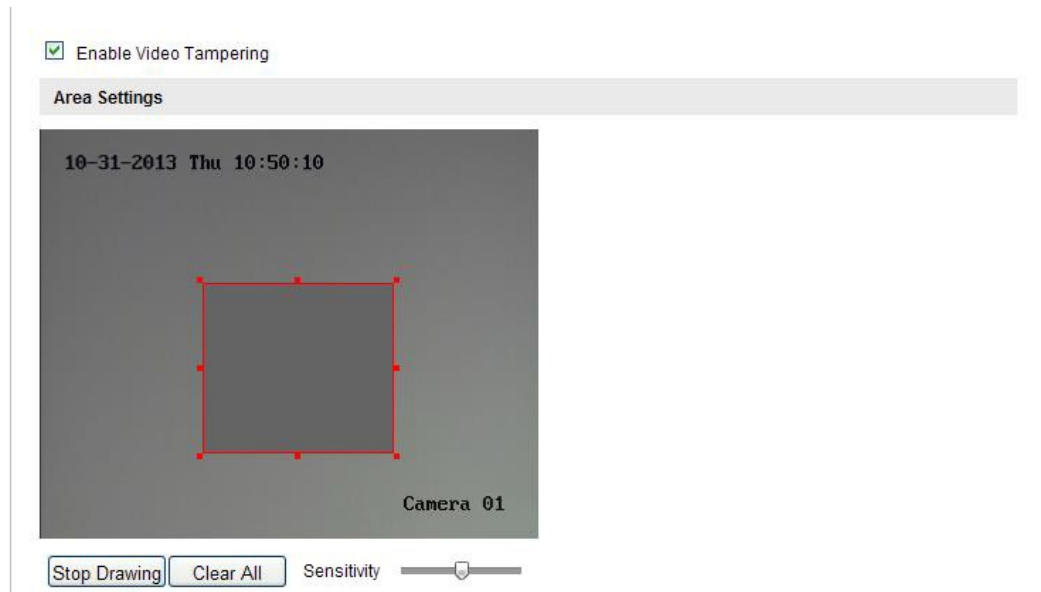 Enable Video Tampering
Area Settings
10-31-2013 Thu 10:50:10
Camera 01
Stop Drawing Clear All Sensitivity